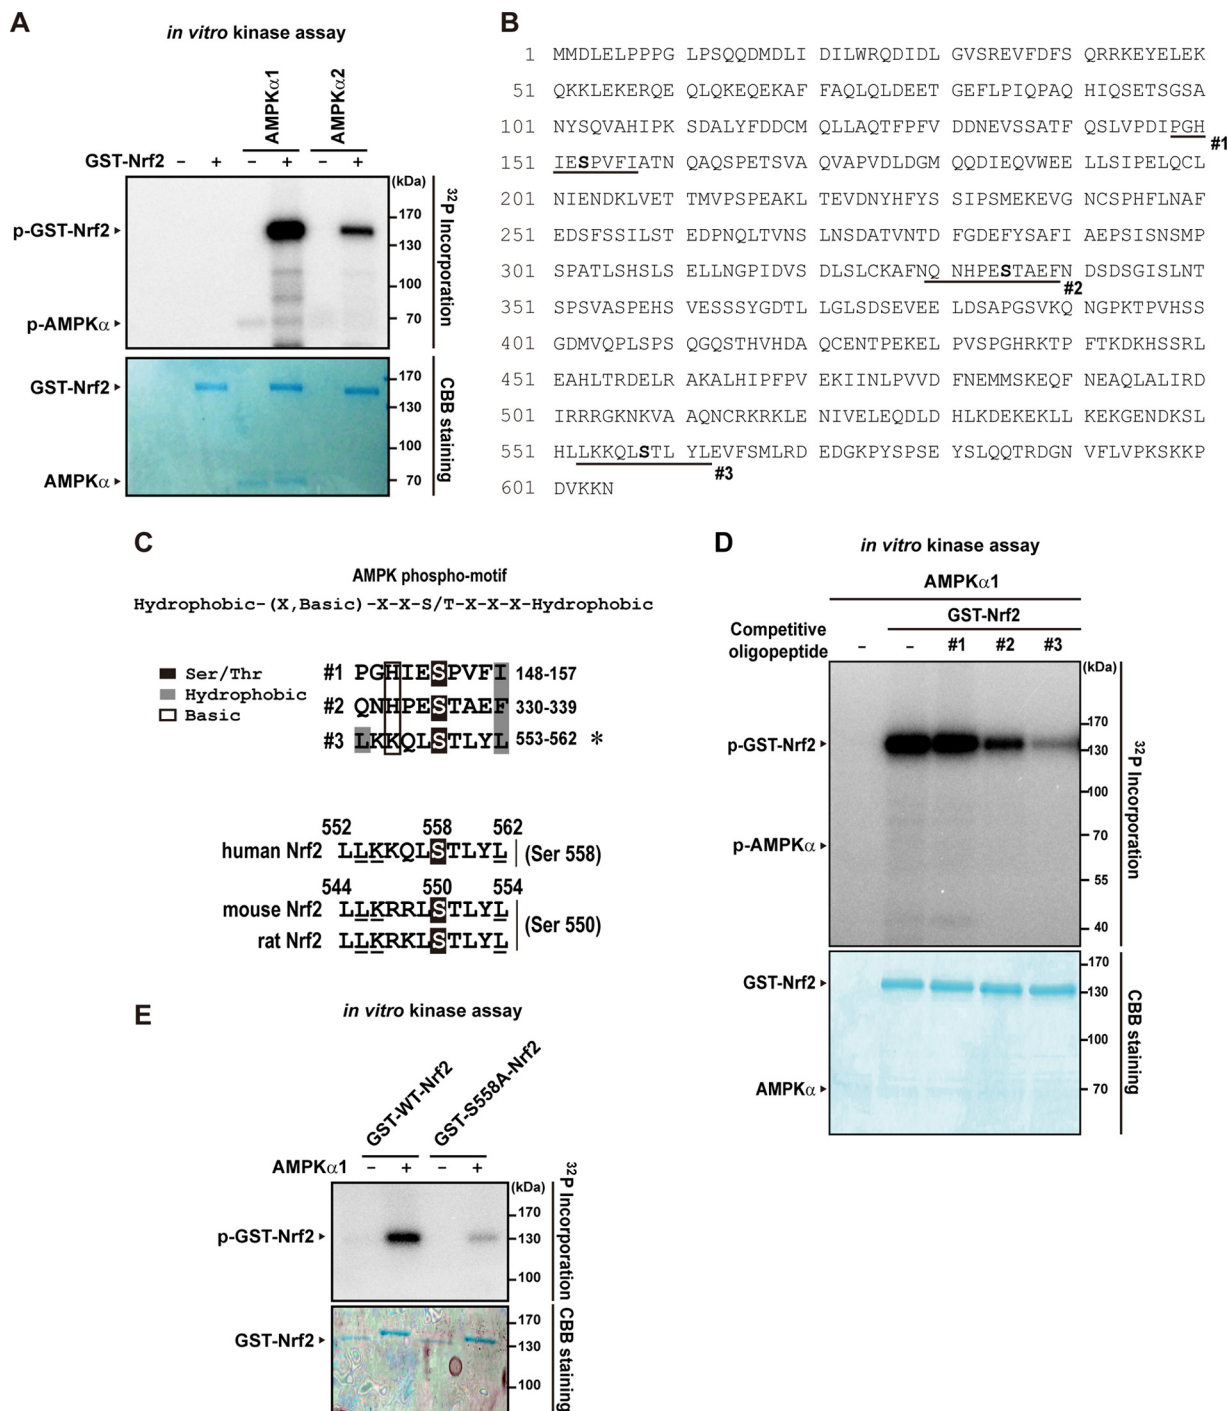 A
in vitro kinase assay
AMPKα1
AMPKα2
GST-Nrf2 – + – + – +
(kDa)
p-GST-Nrf2
170
130
100
p-AMPKα
70
32P Incorporation
GST-Nrf2
170
130
100
AMPKα
70
CBB staining
B
1 MMDLELPPPG LPSQQDMDLI DILWRQDIDL GVSREVFDFS QRRKEYELEK
51 QKKLEKERQE QLQKEQEKAF FAQLQLDEET GEFLPIQPAQ HIQSETSGSA
101 NYSQVAHIPK SDALYFDDCM QLLAQTFPFV DDNEVSSATF QSLVPDIPGH
#1
151 IESPVFIATN QAQSPETSVA QVAPVDLDGM QQDIEQVWEE LLSIPELQCL
201 NIENDKLVET TMVPSPEAKL TEVDNYHFYS SIPSMEKEVG NCSPHFLNAF
251 EDSFSSILST EDPNQLTVNS LNSDATVNTD FGDEFYSAFI AEPSISNSMP
301 SPATLSHSLS ELLNGPIDVS DLSLCKAFNQ NHPESTAEFN DSDSGISLNT
#2
351 SPSVASPEHS VESSSYGDTL LGLSDSEVEE LDSAPGSVKQ NGPKTPVHSS
401 GDMVQPLSPS QGQSTHVHDA QCENTPEKEL PVSPGHRKTP FTKDKHSSRL
451 EAHLTRDELR AKALHIPFPV EKIINLPVVD FNEMMSKEQF NEAQLALIRD
501 IRRRGKNKVA AQNCRKRKLE NIVELEQDLD HLKDEKEKLL KEKGENDKSL
551 HLLKKQLSTLYLEVFSMLRD EDGKPYSPSE YSLQQTRDGN VFLVPKSKKP
#3
601 DVKKN
C
AMPK phospho-motif
Hydrophobic-(X,Basic)-X-X-S/T-X-X-X-Hydrophobic
Ser/Thr
Hydrophobic
Basic
#1 PGHIESPVFI 148-157
#2 QNHPESTAEF 330-339
#3 LKKQLSTLYL 553-562 *
552 558 562
human Nrf2 LLKKQLSTLYL (Ser 558)
544 550 554
mouse Nrf2 LLKRRLSTLYL
(Ser 550)
rat Nrf2 LLKRKLSTLYL
D
in vitro kinase assay
AMPKα1
GST-Nrf2
Competitive
oligopeptide
– – #1 #2 #3
(kDa)
170
p-GST-Nrf2
130
100
70
p-AMPKα
55
40
32P Incorporation
170
GST-Nrf2
130
100
AMPKα
70
CBB staining
E
in vitro kinase assay
GST-WT-Nrf2
GST-S558A-Nrf2
AMPKα1 – + – +
(kDa)
170
p-GST-Nrf2
130
100
32P Incorporation
170
GST-Nrf2
130
100
CBB staining